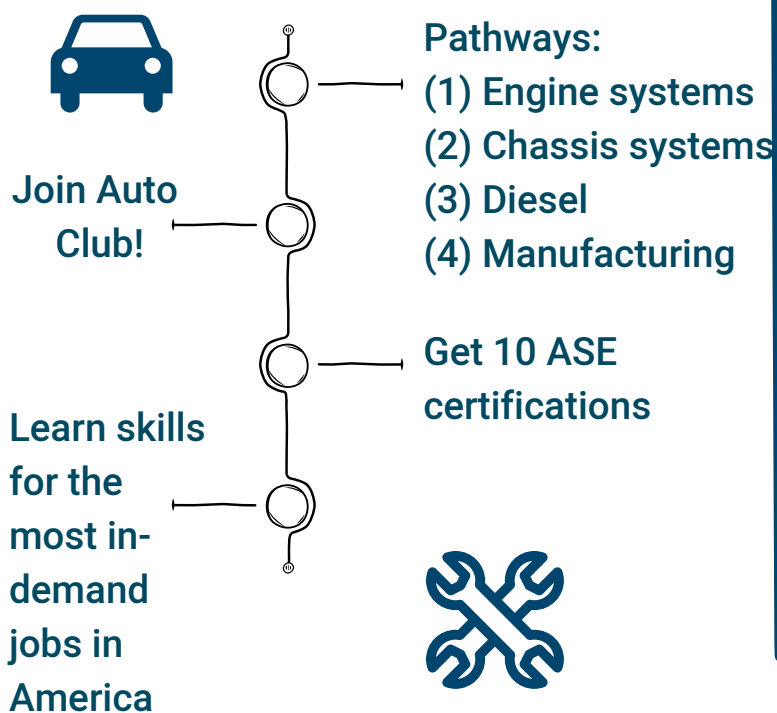 Pathways:
(1) Engine systems
(2) Chassis systems
(3) Diesel
(4) Manufacturing
Join Auto
Club!
Get 10 ASE
certifications
Learn skills
for the
most in-
demand
jobs in
America